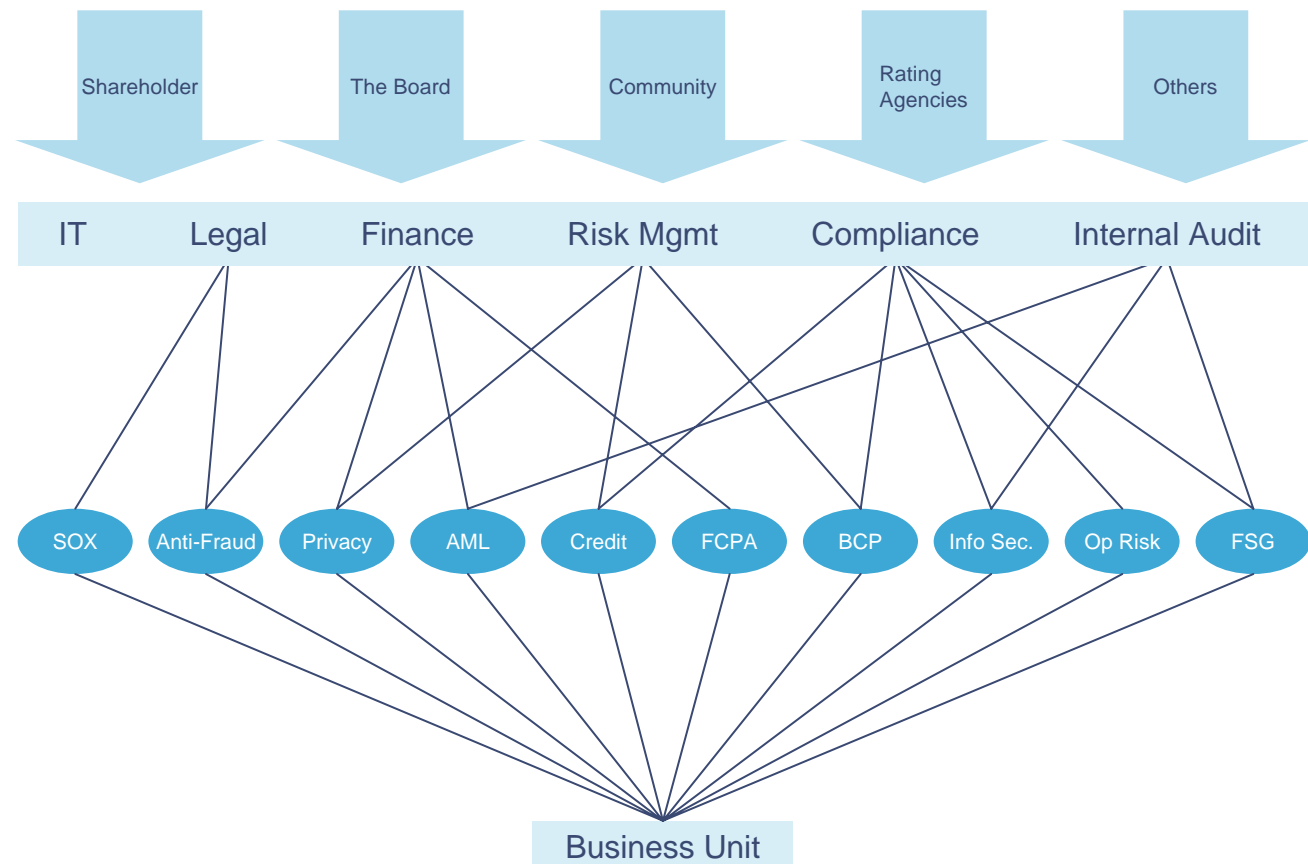 Shareholder
The Board
Community
Rating
Agencies
Others
IT
Legal
Finance
Risk Mgmt
Compliance
Internal Audit
SOX
Anti-Fraud
Privacy
AML
Credit
FCPA
BCP
Info Sec.
Op Risk
FSG
Business Unit